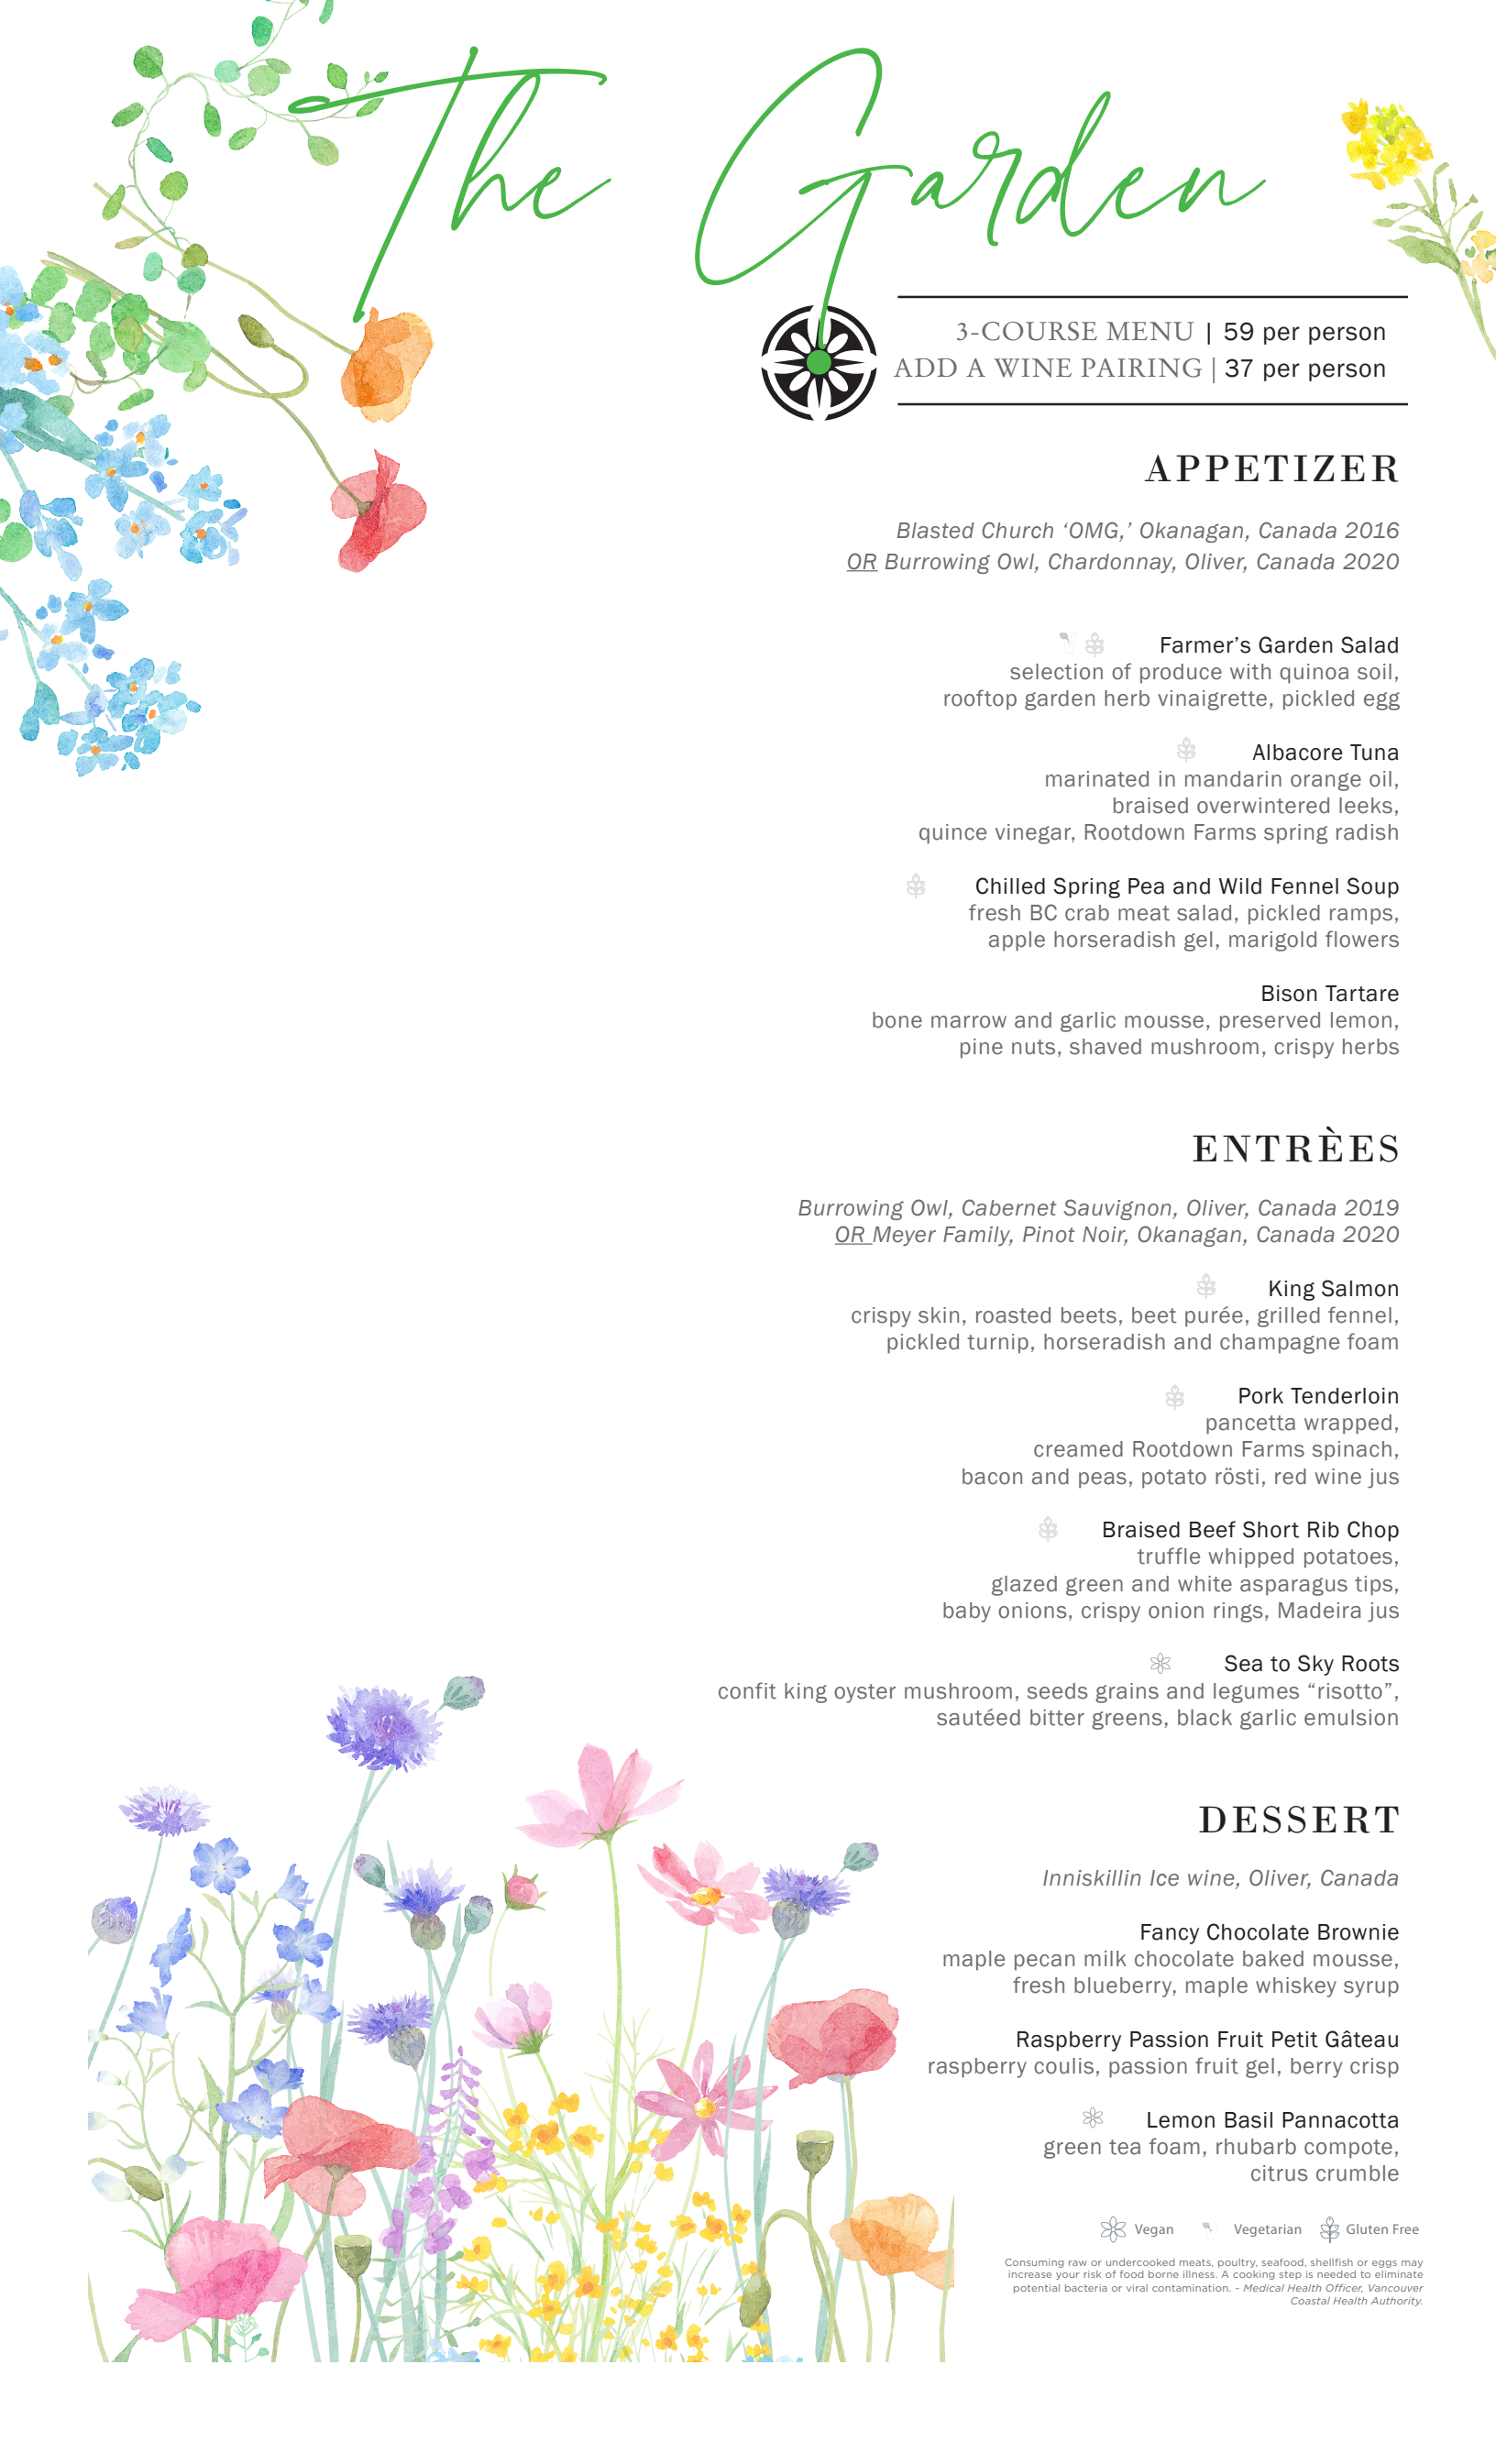 The Garden
3-COURSE MENU | 59 per person
ADD A WINE PAIRING | 37 per person
APPETIZER
Blasted Church ‘OMG,’ Okanagan, Canada 2016
OR Burrowing Owl, Chardonnay, Oliver, Canada 2020
Farmer’s Garden Salad
selection of produce with quinoa soil,
rooftop garden herb vinaigrette, pickled egg
Albacore Tuna
marinated in mandarin orange oil,
braised overwintered leeks,
quince vinegar, Rootdown Farms spring radish
Chilled Spring Pea and Wild Fennel Soup
fresh BC crab meat salad, pickled ramps,
apple horseradish gel, marigold flowers
Bison Tartare
bone marrow and garlic mousse, preserved lemon,
pine nuts, shaved mushroom, crispy herbs
ENTRÈES
Burrowing Owl, Cabernet Sauvignon, Oliver, Canada 2019
OR Meyer Family, Pinot Noir, Okanagan, Canada 2020
King Salmon
crispy skin, roasted beets, beet purée, grilled fennel,
pickled turnip, horseradish and champagne foam
Pork Tenderloin
pancetta wrapped,
creamed Rootdown Farms spinach,
bacon and peas, potato rösti, red wine jus
Braised Beef Short Rib Chop
truffle whipped potatoes,
glazed green and white asparagus tips,
baby onions, crispy onion rings, Madeira jus
Sea to Sky Roots
confit king oyster mushroom, seeds grains and legumes “risotto”,
sautéed bitter greens, black garlic emulsion
DESSERT
Inniskillin Ice wine, Oliver, Canada
Fancy Chocolate Brownie
maple pecan milk chocolate baked mousse,
fresh blueberry, maple whiskey syrup
Raspberry Passion Fruit Petit Gâteau
raspberry coulis, passion fruit gel, berry crisp
Lemon Basil Pannacotta
green tea foam, rhubarb compote,
citrus crumble
Vegan Vegetarian Gluten Free
Consuming raw or undercooked meats, poultry, seafood, shellfish or eggs may
increase your risk of food borne illness. A cooking step is needed to eliminate
potential bacteria or viral contamination. - Medical Health Officer, Vancouver
Coastal Health Authority.